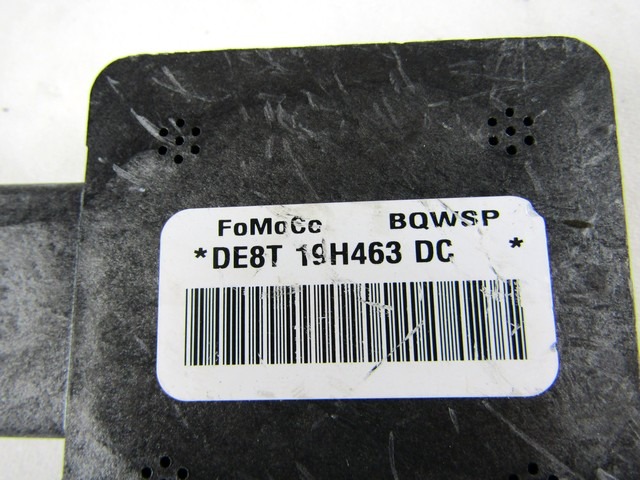 FoMoCo BQWSP
*DE8T 19H463 DC *